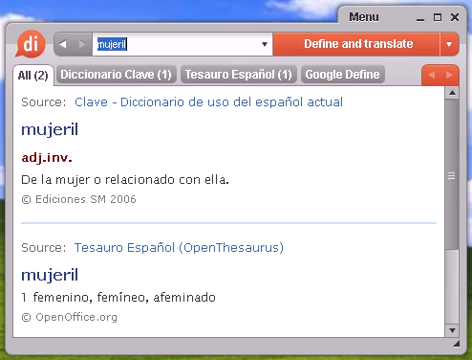 Menu
di
mujeril
Define and translate
All (2) Diccionario Clave (1) Tesauro Español (1) Google Define
Source: Clave - Diccionario de uso del español actual
mujeril
adj.inv.
De la mujer o relacionado con ella.
© Ediciones SM 2006
Source: Tesauro Español (OpenThesaurus)
mujeril
1 femenino, femíneo, afeminado
© OpenOffice.org